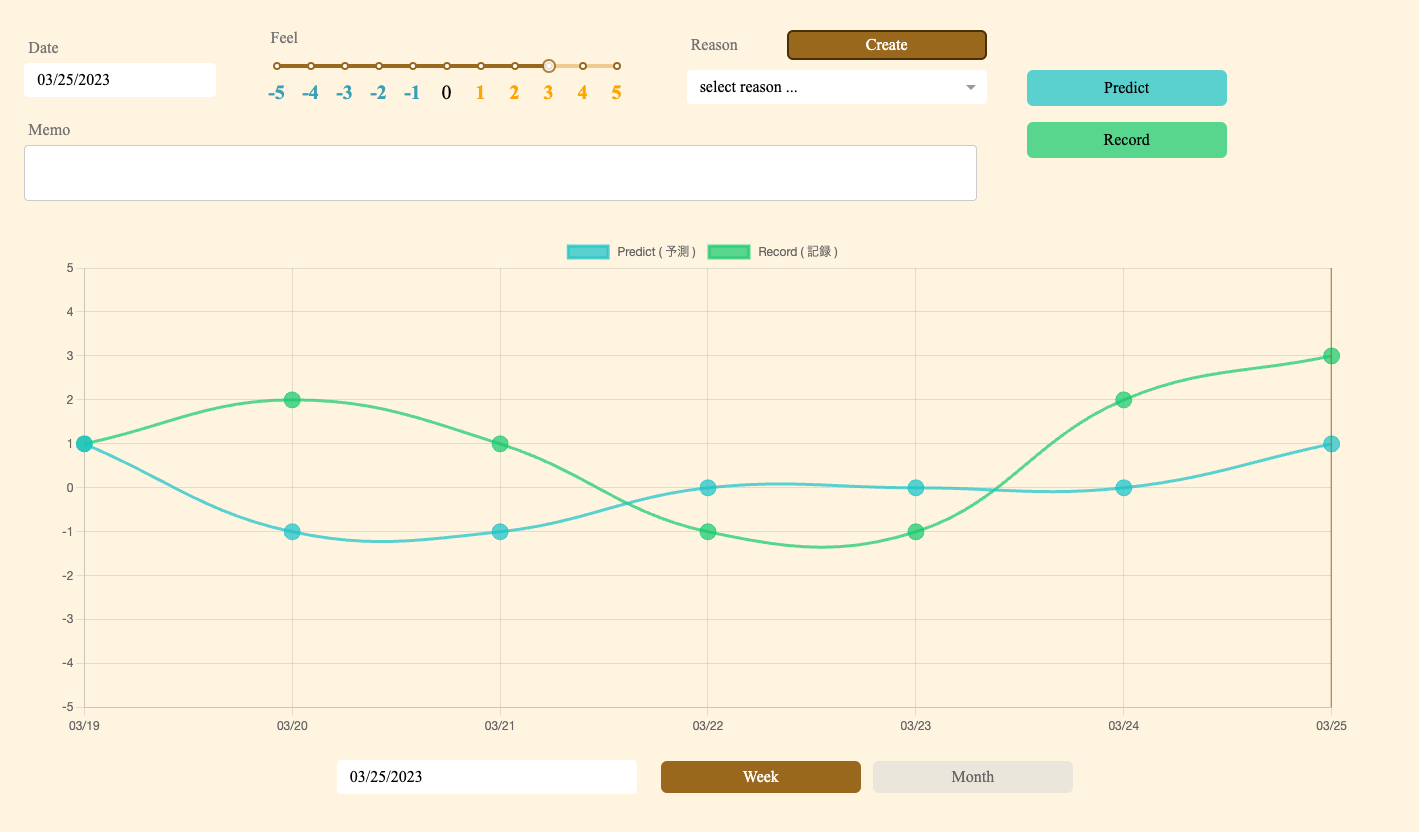 Date
03/25/2023
Feel
-5 -4 -3 -2 -1 0 1 2 3 4 5
Reason
Create
select reason ...
Predict
Record
Memo
Predict ( 予測 ) Record ( 記録 )
5
4
3
2
1
0
-1
-2
-3
-4
-5
03/19 03/20 03/21 03/22 03/23 03/24 03/25
03/25/2023
Week
Month